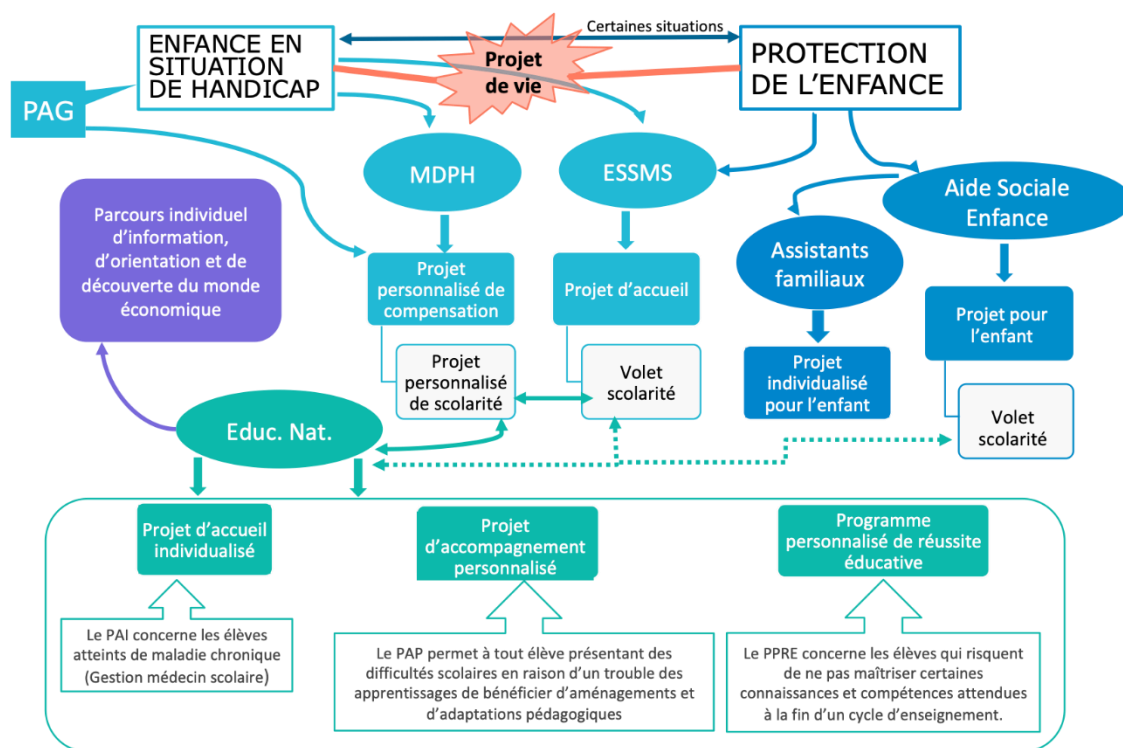 Certaines situations
ENFANCE EN
SITUATION
DE HANDICAP
Projet
de vie
PROTECTION
DE L’ENFANCE
PAG
MDPH
ESSMS
Aide Sociale
Enfance
Parcours individuel
d’information,
d’orientation et de
découverte du monde
économique
Assistants
familiaux
Projet
personnalisé de
compensation
Projet d’accueil
Projet pour
l’enfant
Projet
personnalisé
de scolarité
Volet
scolarité
Projet
individualisé
pour l’enfant
Volet
scolarité
Educ. Nat.
Projet d’accueil
individualisé
Projet
d’accompagnement
personnalisé
Programme
personnalisé de réussite
éducative
Le PAI concerne les élèves
atteints de maladie chronique
(Gestion médecin scolaire)
Le PAP permet à tout élève présentant des
difficultés scolaires en raison d’un trouble des
apprentissages de bénéficier d’aménagements et
d’adaptations pédagogiques
Le PPRE concerne les élèves qui risquent
de ne pas maîtriser certaines
connaissances et compétences attendues
à la fin d’un cycle d’enseignement.